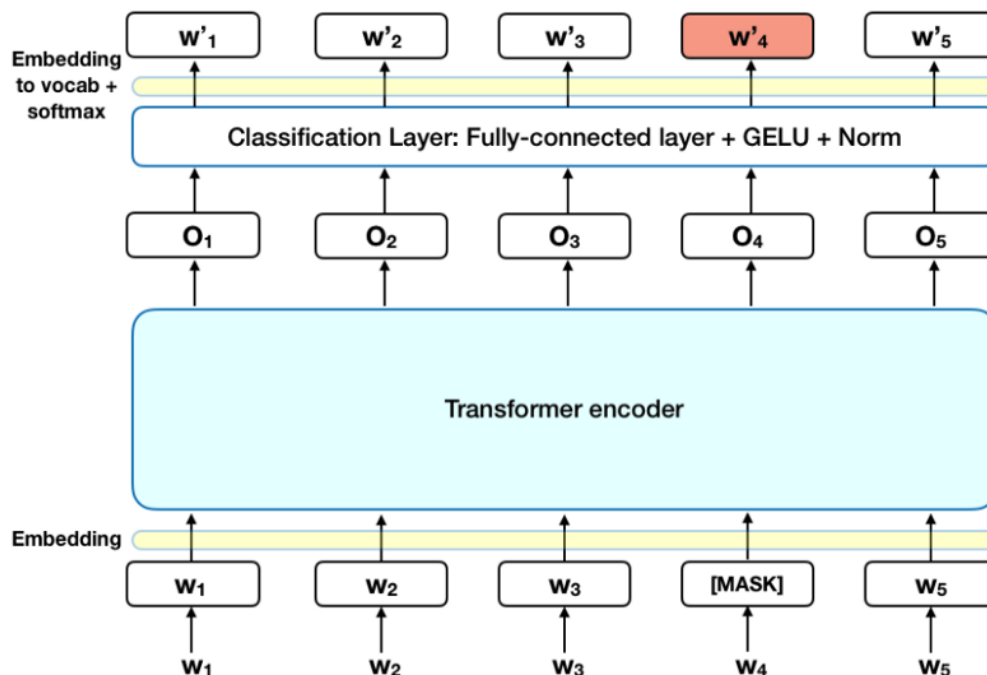 w'₁ w'₂ w'₃ w'₄ w'₅
Embedding
to vocab +
softmax
Classification Layer: Fully-connected layer + GELU + Norm
O₁ O₂ O₃ O₄ O₅
Transformer encoder
Embedding
w₁ w₂ w₃ [MASK] w₅
w₁ w₂ w₃ w₄ w₅